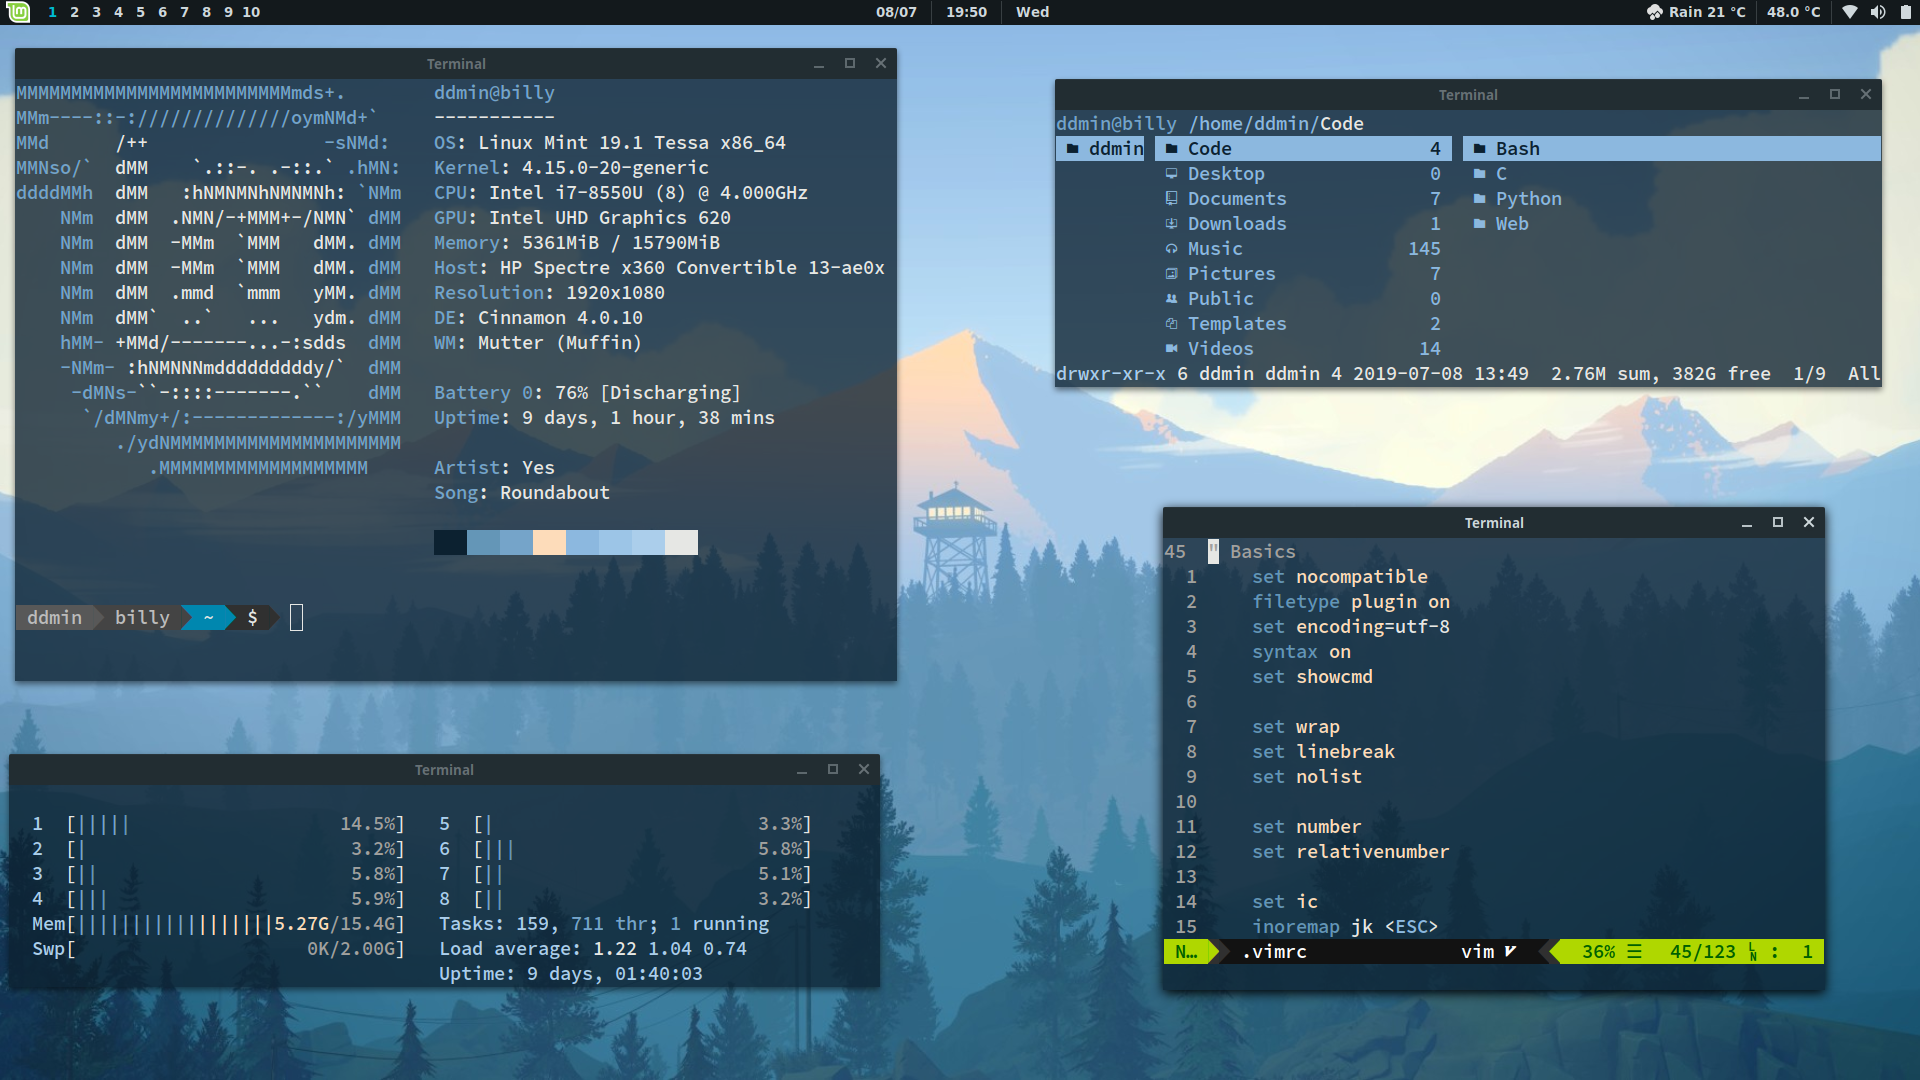 1 2 3 4 5 6 7 8 9 10
08/07 19:50 Wed
Rain 21 °C 48.0 °C
Terminal
MMMMMMMMMMMMMMMMMMMMMMMMMmds+. ddmin@billy
MMm----::-://////////////oymNMd+` -----------
MMd /++ -sNMd: OS: Linux Mint 19.1 Tessa x86_64
MMNso/` dMM `.::-. .-::.` .hMN: Kernel: 4.15.0-20-generic
ddddMMh dMM :hNMNMNhNMNMNh: `NMm CPU: Intel i7-8550U (8) @ 4.000GHz
NMm dMM .NMN/-+MMM+-/NMN` dMM GPU: Intel UHD Graphics 620
NMm dMM -MMm `MMM dMM. dMM Memory: 5361MiB / 15790MiB
NMm dMM -MMm `MMM dMM. dMM Host: HP Spectre x360 Convertible 13-ae0x
NMm dMM .mmd `mmm yMM. dMM Resolution: 1920x1080
NMm dMM` ..` ... ydm. dMM DE: Cinnamon 4.0.10
hMM- +MMd/-------...-:sdds dMM WM: Mutter (Muffin)
-NMm- :hNMNNNmdddddddddy/` dMM
-dMNs-``-::::-------.`` dMM Battery 0: 76% [Discharging]
`/dMNmy+/:-------------:/yMMM Uptime: 9 days, 1 hour, 38 mins
./ydNMMMMMMMMMMMMMMMMMMMMM
.MMMMMMMMMMMMMMMMMMM Artist: Yes
Song: Roundabout
ddmin billy ~ $
Terminal
ddmin@billy /home/ddmin/Code
ddmin Code 4 Bash
Desktop 0 C
Documents 7 Python
Downloads 1 Web
Music 145
Pictures 7
Public 0
Templates 2
Videos 14
drwxr-xr-x 6 ddmin ddmin 4 2019-07-08 13:49 2.76M sum, 382G free 1/9 All
Terminal
1 [||||| 14.5%] 5 [| 3.3%]
2 [| 3.2%] 6 [||| 5.8%]
3 [|| 5.8%] 7 [|| 5.1%]
4 [||| 5.9%] 8 [|| 3.2%]
Mem[||||||||||||||||||5.27G/15.4G] Tasks: 159, 711 thr; 1 running
Swp[ 0K/2.00G] Load average: 1.22 1.04 0.74
Uptime: 9 days, 01:40:03
Terminal
45 " Basics
1 set nocompatible
2 filetype plugin on
3 set encoding=utf-8
4 syntax on
5 set showcmd
6
7 set wrap
8 set linebreak
9 set nolist
10
11 set number
12 set relativenumber
13
14 set ic
15 inoremap jk <ESC>
N… .vimrc vim 36% ☰ 45/123 LN : 1